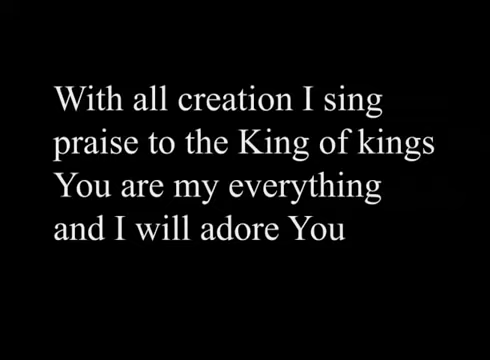 With all creation I sing
praise to the King of kings
You are my everything
and I will adore You